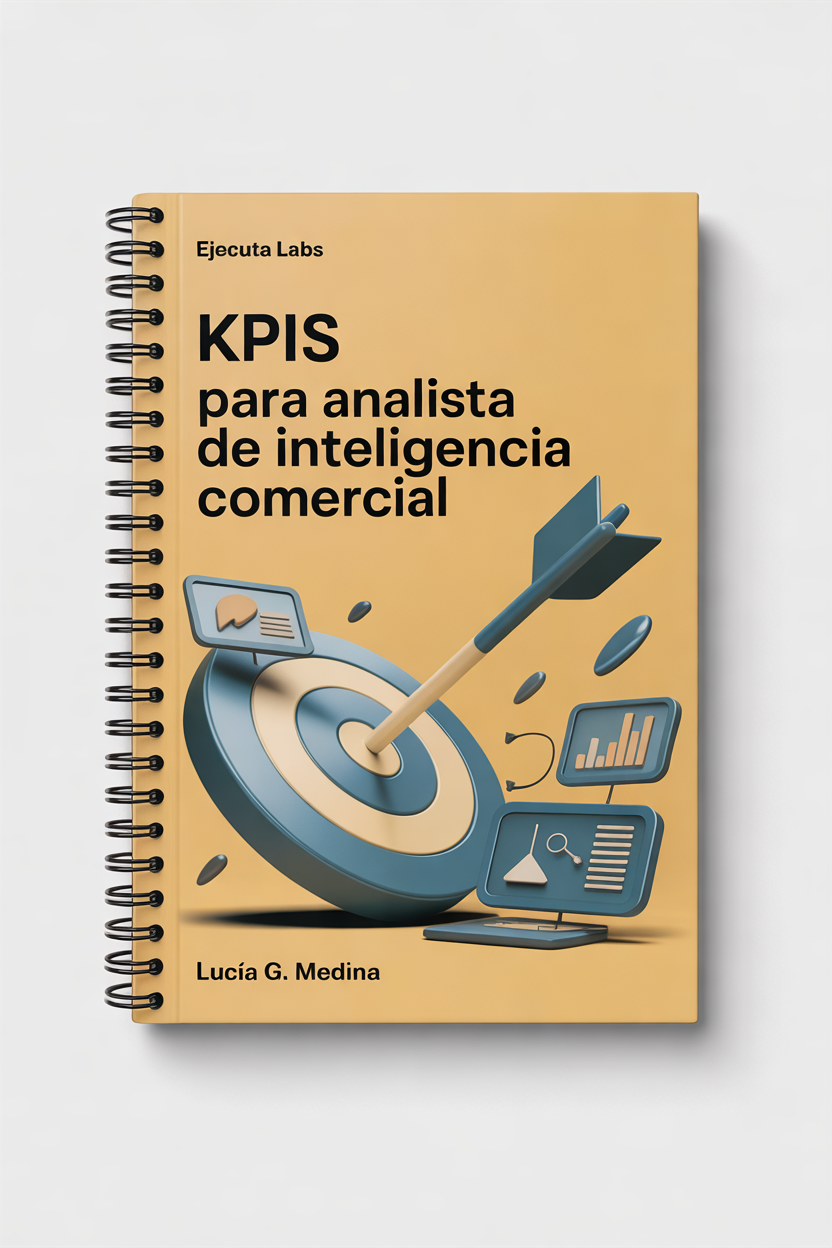 Ejecuta Labs
KPIS
para analista
de inteligencia
comercial
Lucía G. Medina